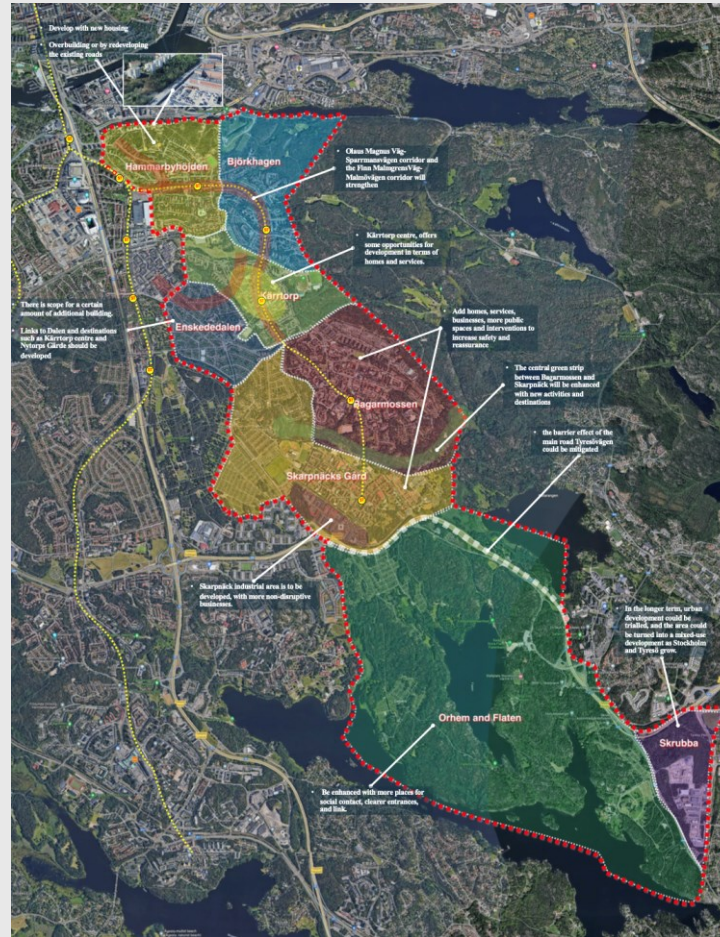 Develop with new housing
Overbuilding or by redeveloping
the existing roads
Hammarbyhöjden
Björkhagen
• Olaus Magnus Väg-
Sparrmansvägen corridor and
the Finn MalmgrensVäg-
Malmövägen corridor will
strengthen
• Kärrtorp centre, offers
some opportunities for
development in terms of
homes and services.
Kärrtorp
• There is scope for a certain
amount of additional building.
• Links to Dalen and destinations
such as Kärrtorp centre and
Nytorps Gärde should be
developed
Enskededalen
• Add homes, services,
businesses, more public
spaces and interventions to
increase safety and
reassurance
• The central green strip
between Bagarmossen and
Skarpnäck will be enhanced
with new activities and
destinations
Bagarmossen
• the barrier effect of the
main road Tyresövägen
could be mitigated
Skarpnäcks Gård
• Skarpnäck industrial area is to be
developed, with more non-disruptive
businesses.
• In the longer term, urban
development could be
trialled, and the area could
be turned into a mixed-use
development as Stockholm
and Tyresö grow.
Orhem and Flaten
Skrubba
• Be enhanced with more places for
social contact, clearer entrances,
and link.